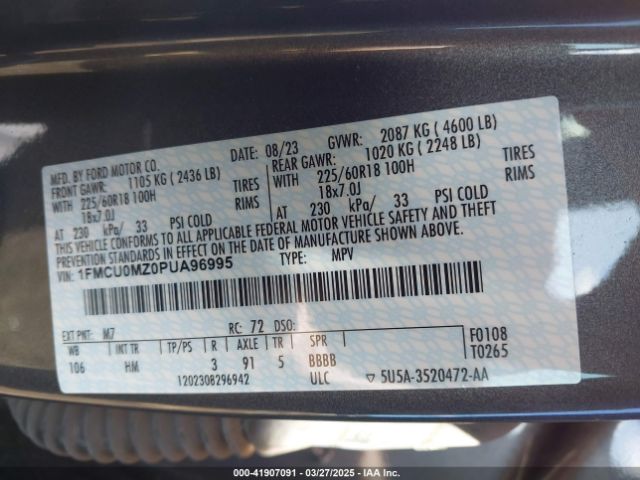 MFD. BY FORD MOTOR CO.
DATE: 08/23 GVWR: 2087 KG ( 4600 LB)
FRONT GAWR: 1105 KG ( 2436 LB)
REAR GAWR: 1020 KG ( 2248 LB)
WITH 225/60R18 100H TIRES
WITH 225/60R18 100H TIRES
18x7.0J RIMS
18x7.0J RIMS
AT 230 kPa/ 33 PSI COLD
AT 230 kPa/ 33 PSI COLD
THIS VEHICLE CONFORMS TO ALL APPLICABLE FEDERAL MOTOR VEHICLE SAFETY AND THEFT
PREVENTION STANDARDS IN EFFECT ON THE DATE OF MANUFACTURE SHOWN ABOVE.
VIN: 1FMCU0MZ0PUA96995
TYPE: MPV
EXT PNT: M7 RC: 72 DSO:
WB INT TR TP/PS R AXLE TR SPR
106 HM 3 91 5 BBBB
F0108
T0265
1202308296942 ULC ▽ 5U5A-3520472-AA
000-41907091 | 03/27/2025 | IAA Inc.